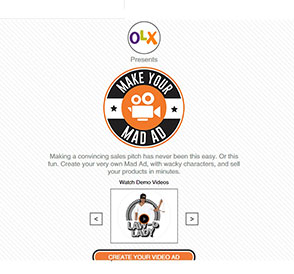 OLX
Presents
MAKE YOUR
MAD AD
Making a convincing sales pitch has never been this easy. Or this
fun. Create your very own Mad Ad, with wacky characters, and sell
your products in minutes.
Watch Demo Videos
< >
LAW-D
LADY
CREATE YOUR VIDEO AD